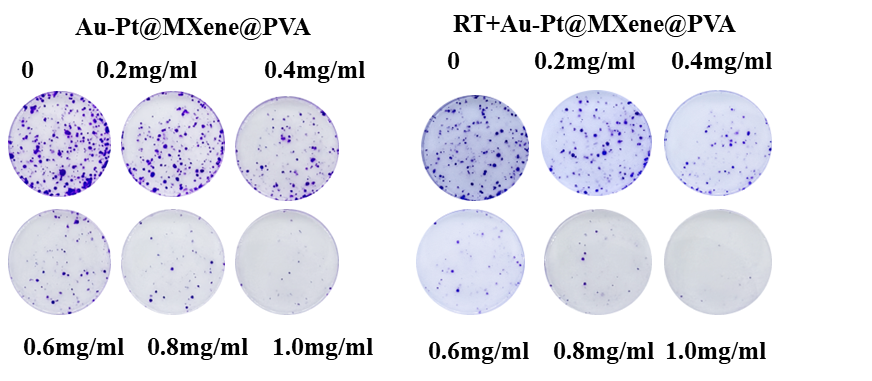 Au-Pt@MXene@PVA
0 0.2mg/ml 0.4mg/ml
0.6mg/ml 0.8mg/ml 1.0mg/ml
RT+Au-Pt@MXene@PVA
0 0.2mg/ml 0.4mg/ml
0.6mg/ml 0.8mg/ml 1.0mg/ml